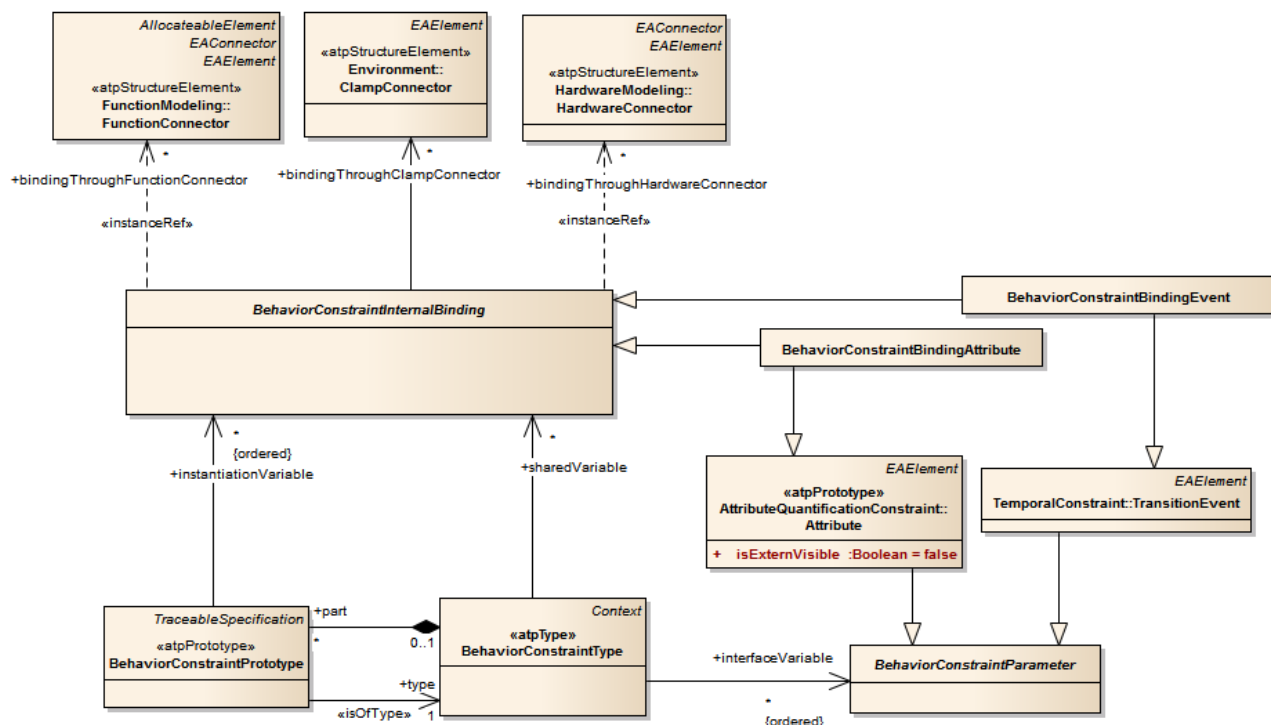 AllocateableElement
EAConnector
EAElement
«atpStructureElement»
FunctionModeling::
FunctionConnector
EAElement
«atpStructureElement»
Environment::
ClampConnector
EAConnector
EAElement
«atpStructureElement»
HardwareModeling::
HardwareConnector
*
+bindingThroughFunctionConnector
«instanceRef»
*
+bindingThroughClampConnector
*
+bindingThroughHardwareConnector
«instanceRef»
BehaviorConstraintInternalBinding
BehaviorConstraintBindingEvent
BehaviorConstraintBindingAttribute
*
{ordered}
+instantiationVariable
*
+sharedVariable
EAElement
«atpPrototype»
AttributeQuantificationConstraint::
Attribute
+ isExternVisible :Boolean = false
EAElement
TemporalConstraint::TransitionEvent
TraceableSpecification
«atpPrototype»
BehaviorConstraintPrototype
+part
*
0..1
+type
«isOfType»
1
Context
«atpType»
BehaviorConstraintType
+interfaceVariable
*
{ordered}
BehaviorConstraintParameter